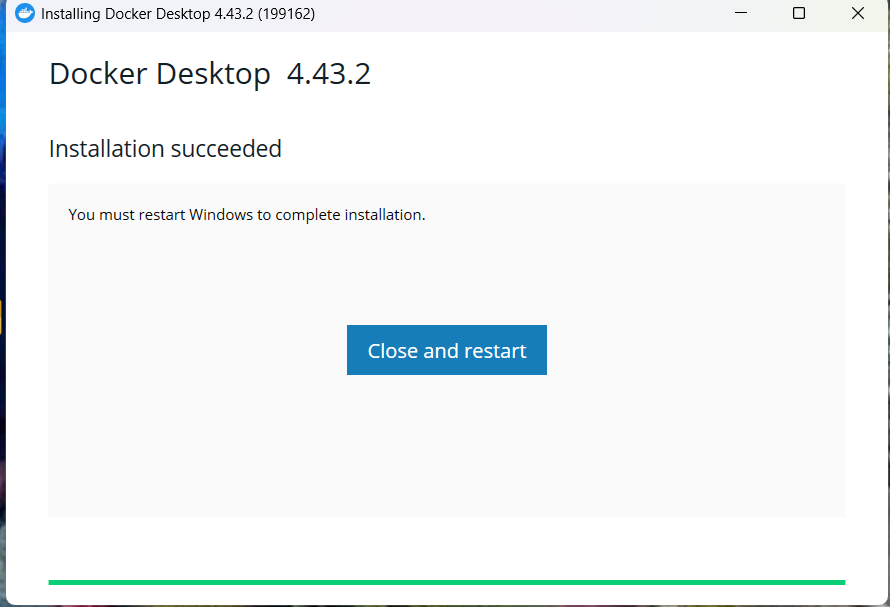 Installing Docker Desktop 4.43.2 (199162)
Docker Desktop 4.43.2
Installation succeeded
You must restart Windows to complete installation.
Close and restart